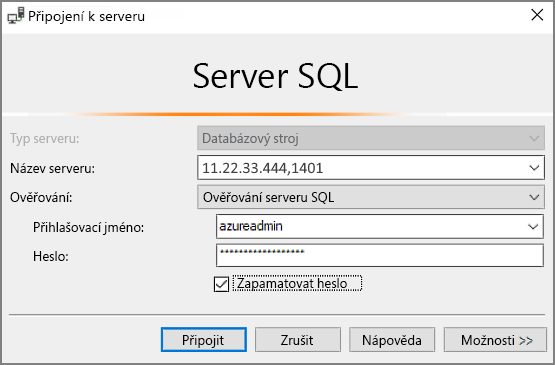 Připojení k serveru
Server SQL
Typ serveru: Databázový stroj
Název serveru: 11.22.33.444,1401
Ověřování: Ověřování serveru SQL
Přihlašovací jméno: azureadmin
Heslo: ******************
Zapamatovat heslo
Připojit Zrušit Nápověda Možnosti >>